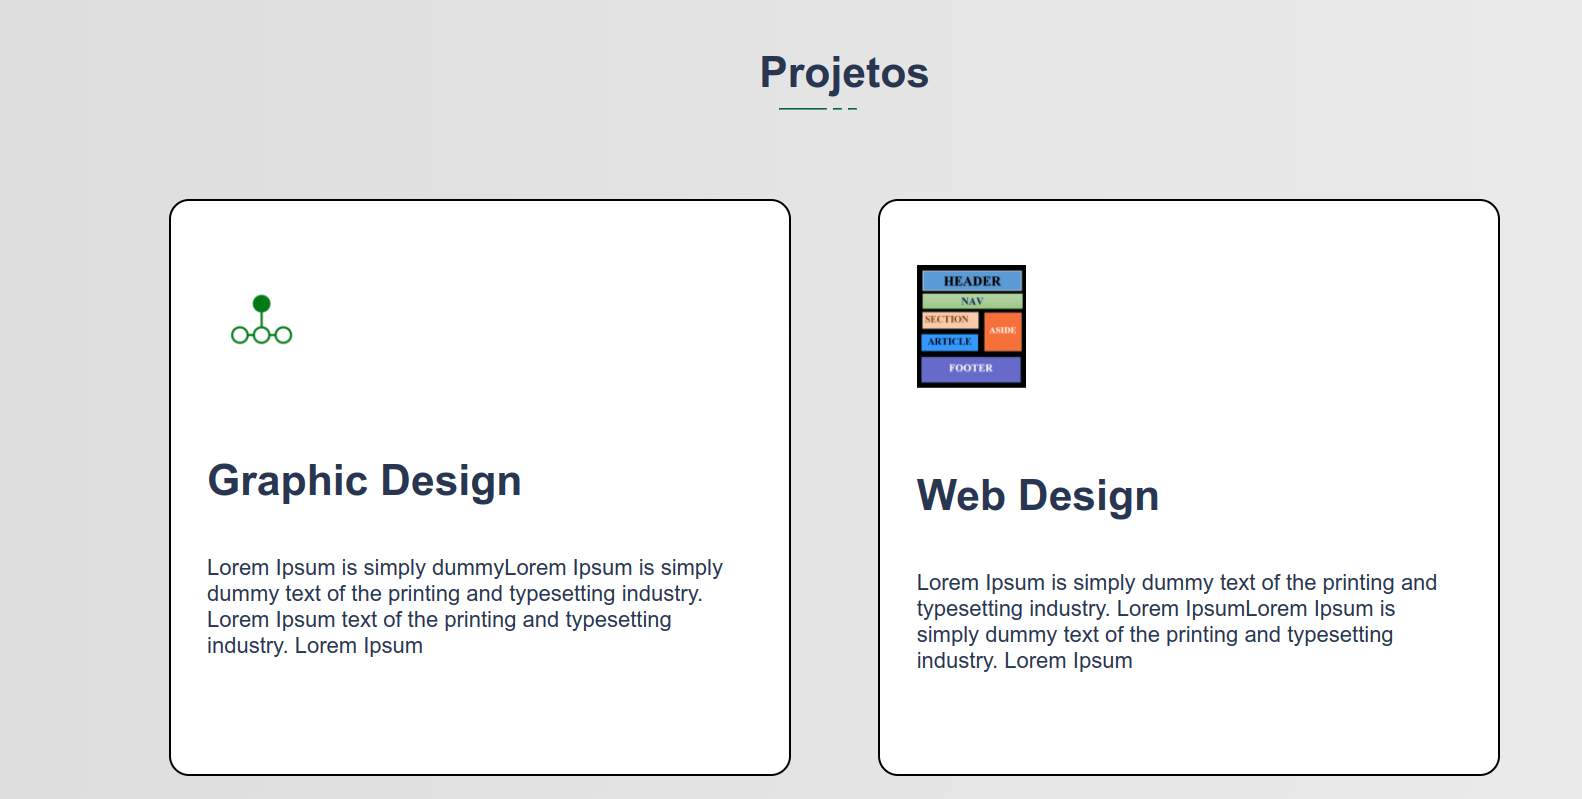 Projetos
Graphic Design
Lorem Ipsum is simply dummyLorem Ipsum is simply
dummy text of the printing and typesetting industry.
Lorem Ipsum text of the printing and typesetting
industry. Lorem Ipsum
HEADER
NAV
SECTION
ASIDE
ARTICLE
FOOTER
Web Design
Lorem Ipsum is simply dummy text of the printing and
typesetting industry. Lorem IpsumLorem Ipsum is
simply dummy text of the printing and typesetting
industry. Lorem Ipsum